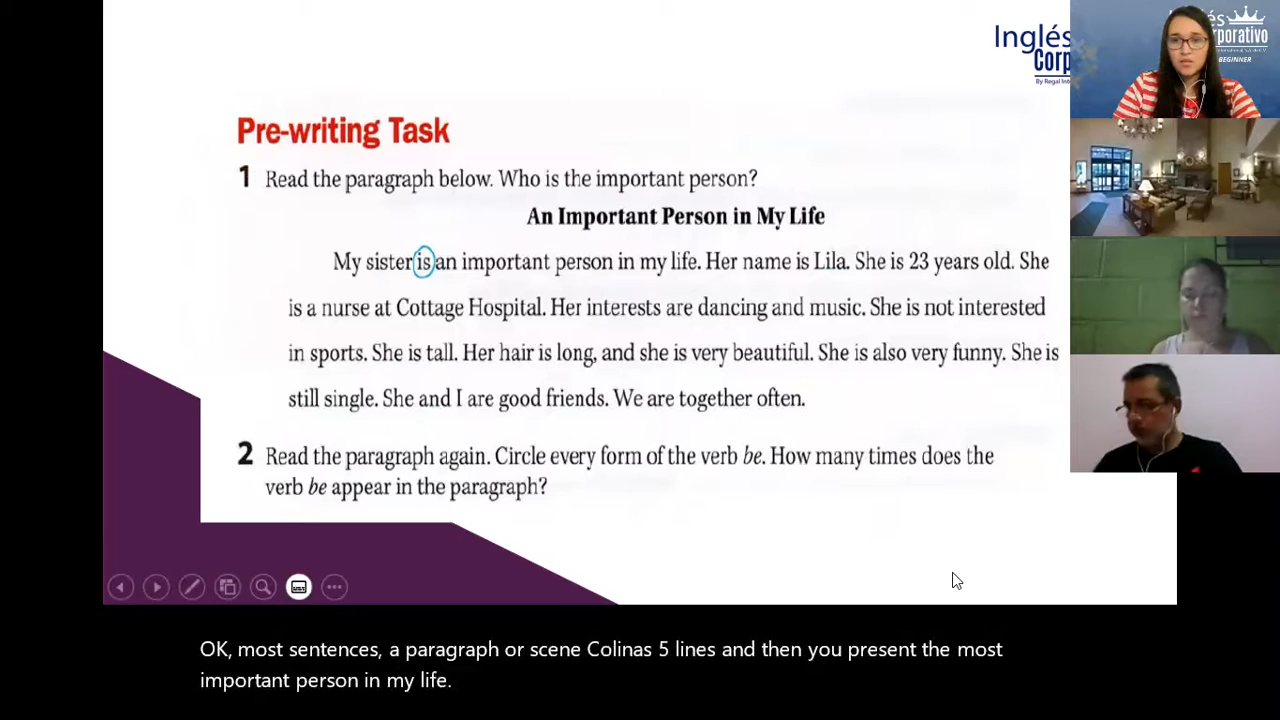 Inglés
Corp
By Regal Int
és
rporativo
BEGINNER
Pre-writing Task
1 Read the paragraph below. Who is the important person?
An Important Person in My Life
My sister is an important person in my life. Her name is Lila. She is 23 years old. She
is a nurse at Cottage Hospital. Her interests are dancing and music. She is not interested
in sports. She is tall. Her hair is long, and she is very beautiful. She is also very funny. She is
still single. She and I are good friends. We are together often.
2 Read the paragraph again. Circle every form of the verb be. How many times does the
verb be appear in the paragraph?
OK, most sentences, a paragraph or scene Colinas 5 lines and then you present the most
important person in my life.